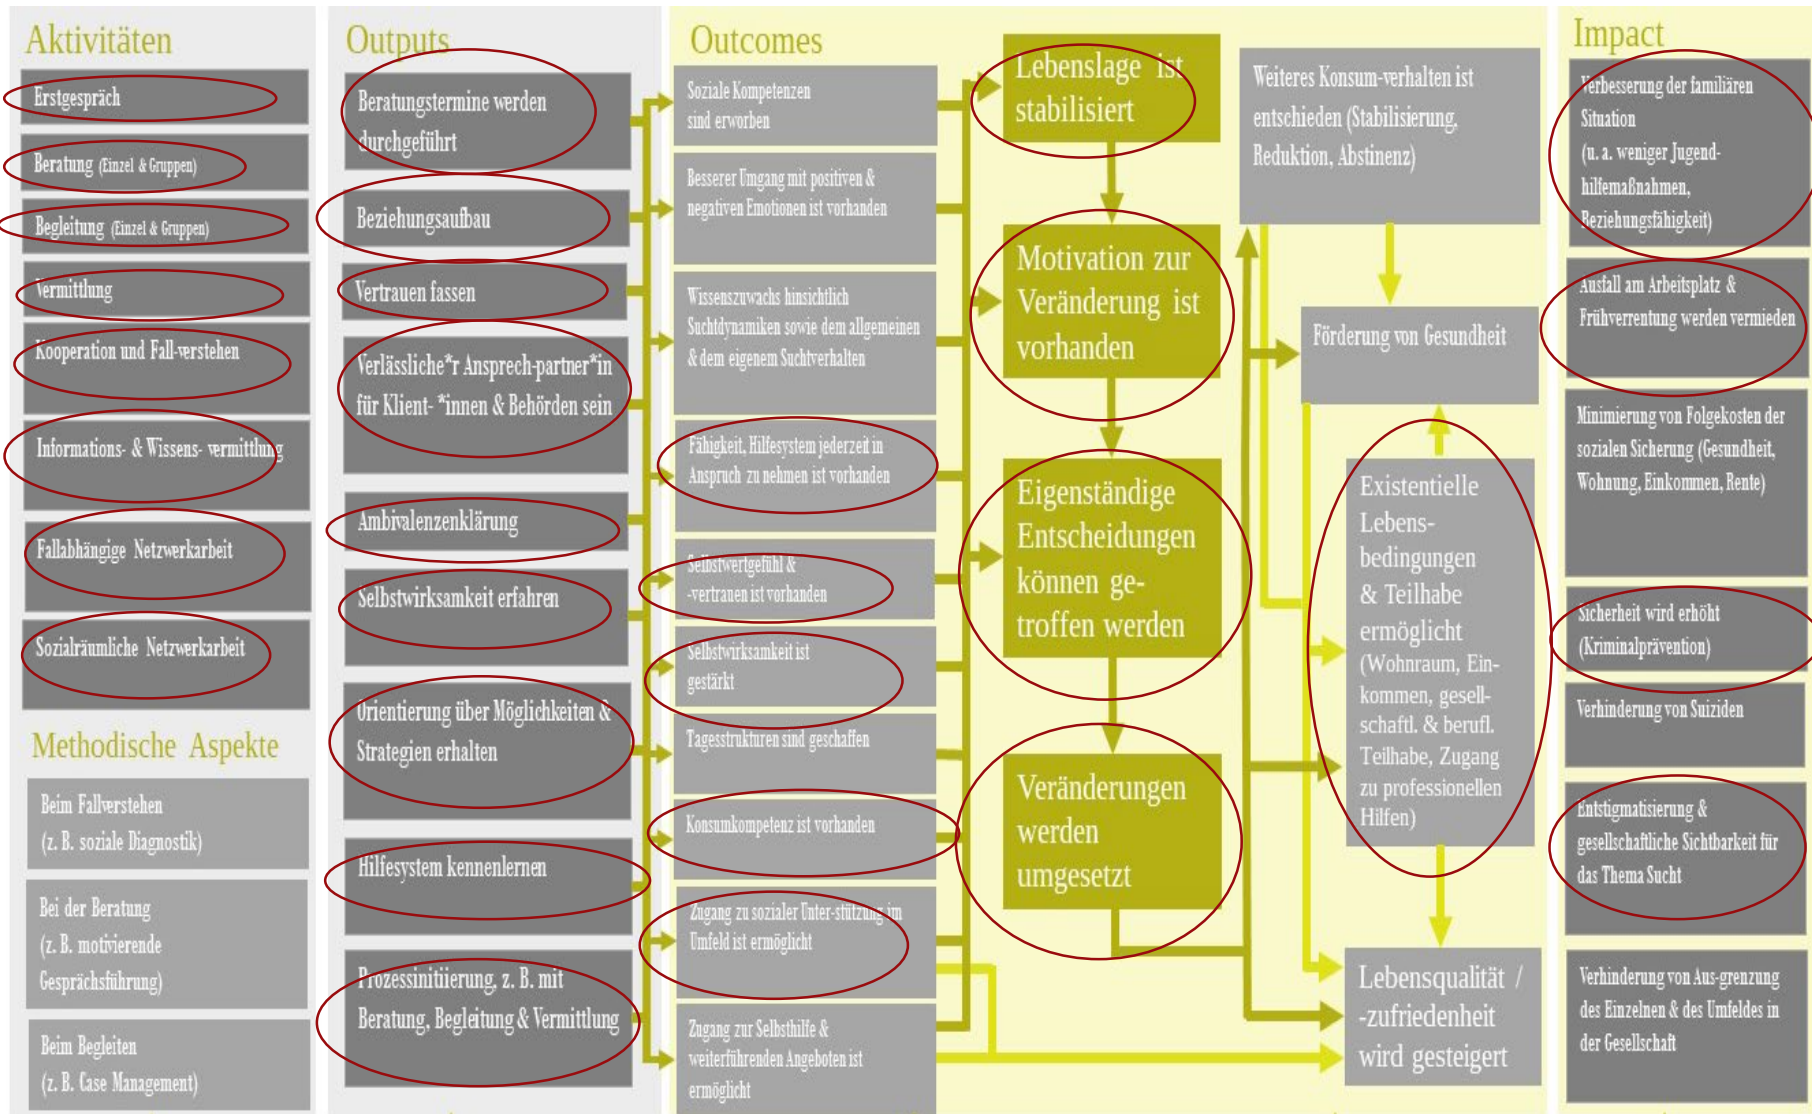 Aktivitäten
Erstgespräch
Beratung (Einzel & Gruppen)
Begleitung (Einzel & Gruppen)
Vermittlung
Kooperation und Fall-verstehen
Informations- & Wissens- vermittlung
Fallabhängige Netzwerkarbeit
Sozialräumliche Netzwerkarbeit
Methodische Aspekte
Beim Fallverstehen
(z. B. soziale Diagnostik)
Bei der Beratung
(z. B. motivierende
Gesprächsführung)
Beim Begleiten
(z. B. Case Management)
Outputs
Beratungstermine werden
durchgeführt
Beziehungsaufbau
Vertrauen fassen
Verlässliche*r Ansprech-partner*in
für Klient- *innen & Behörden sein
Ambivalenzenklärung
Selbstwirksamkeit erfahren
Orientierung über Möglichkeiten &
Strategien erhalten
Hilfesystem kennenlernen
Prozessinitiierung, z. B. mit
Beratung, Begleitung & Vermittlung
Outcomes
Soziale Kompetenzen
sind erworben
Besserer Umgang mit positiven &
negativen Emotionen ist vorhanden
Wissenszuwachs hinsichtlich
Suchtdynamiken sowie dem allgemeinen
& dem eigenem Suchtverhalten
Fähigkeit, Hilfesystem jederzeit in
Anspruch zu nehmen ist vorhanden
Selbstwertgefühl &
-vertrauen ist vorhanden
Selbstwirksamkeit ist
gestärkt
Tagesstrukturen sind geschaffen
Konsumkompetenz ist vorhanden
Zugang zu sozialer Unter-stützung im
Umfeld ist ermöglicht
Zugang zur Selbsthilfe &
weiterführenden Angeboten ist
ermöglicht
Lebenslage ist
stabilisiert
Motivation zur
Veränderung ist
vorhanden
Eigenständige
Entscheidungen
können ge-
troffen werden
Veränderungen
werden
umgesetzt
Weiteres Konsum-verhalten ist
entschieden (Stabilisierung,
Reduktion, Abstinenz)
Förderung von Gesundheit
Existentielle
Lebens-
bedingungen
& Teilhabe
ermöglicht
(Wohnraum, Ein-
kommen, gesell-
schaftl. & berufl.
Teilhabe, Zugang
zu professionellen
Hilfen)
Lebensqualität /
-zufriedenheit
wird gesteigert
Impact
Verbesserung der familiären
Situation
(u. a. weniger Jugend-
hilfemaßnahmen,
Beziehungsfähigkeit)
Ausfall am Arbeitsplatz &
Frühverrentung werden vermieden
Minimierung von Folgekosten der
sozialen Sicherung (Gesundheit,
Wohnung, Einkommen, Rente)
Sicherheit wird erhöht
(Kriminalprävention)
Verhinderung von Suiziden
Entstigmatisierung &
gesellschaftliche Sichtbarkeit für
das Thema Sucht
Verhinderung von Aus-grenzung
des Einzelnen & des Umfeldes in
der Gesellschaft